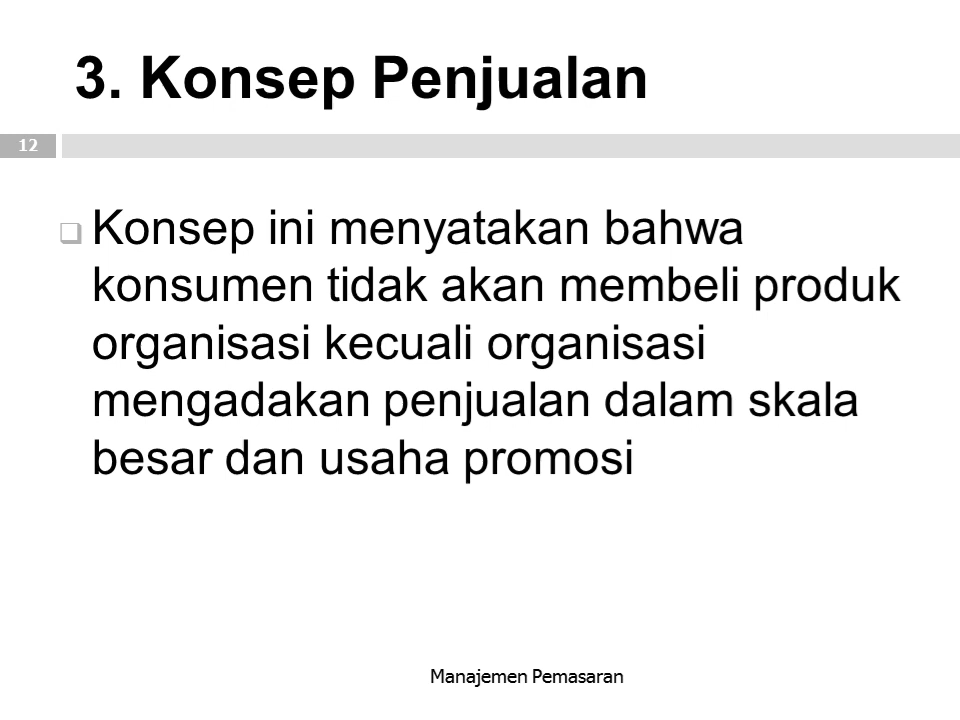 3. Konsep Penjualan
12
Konsep ini menyatakan bahwa
konsumen tidak akan membeli produk
organisasi kecuali organisasi
mengadakan penjualan dalam skala
besar dan usaha promosi
Manajemen Pemasaran